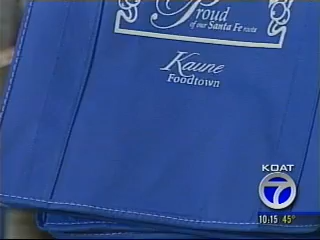 Proud
of our Santa Fe roots
Kaune
Foodtown
KOAT
7
10:15 45°